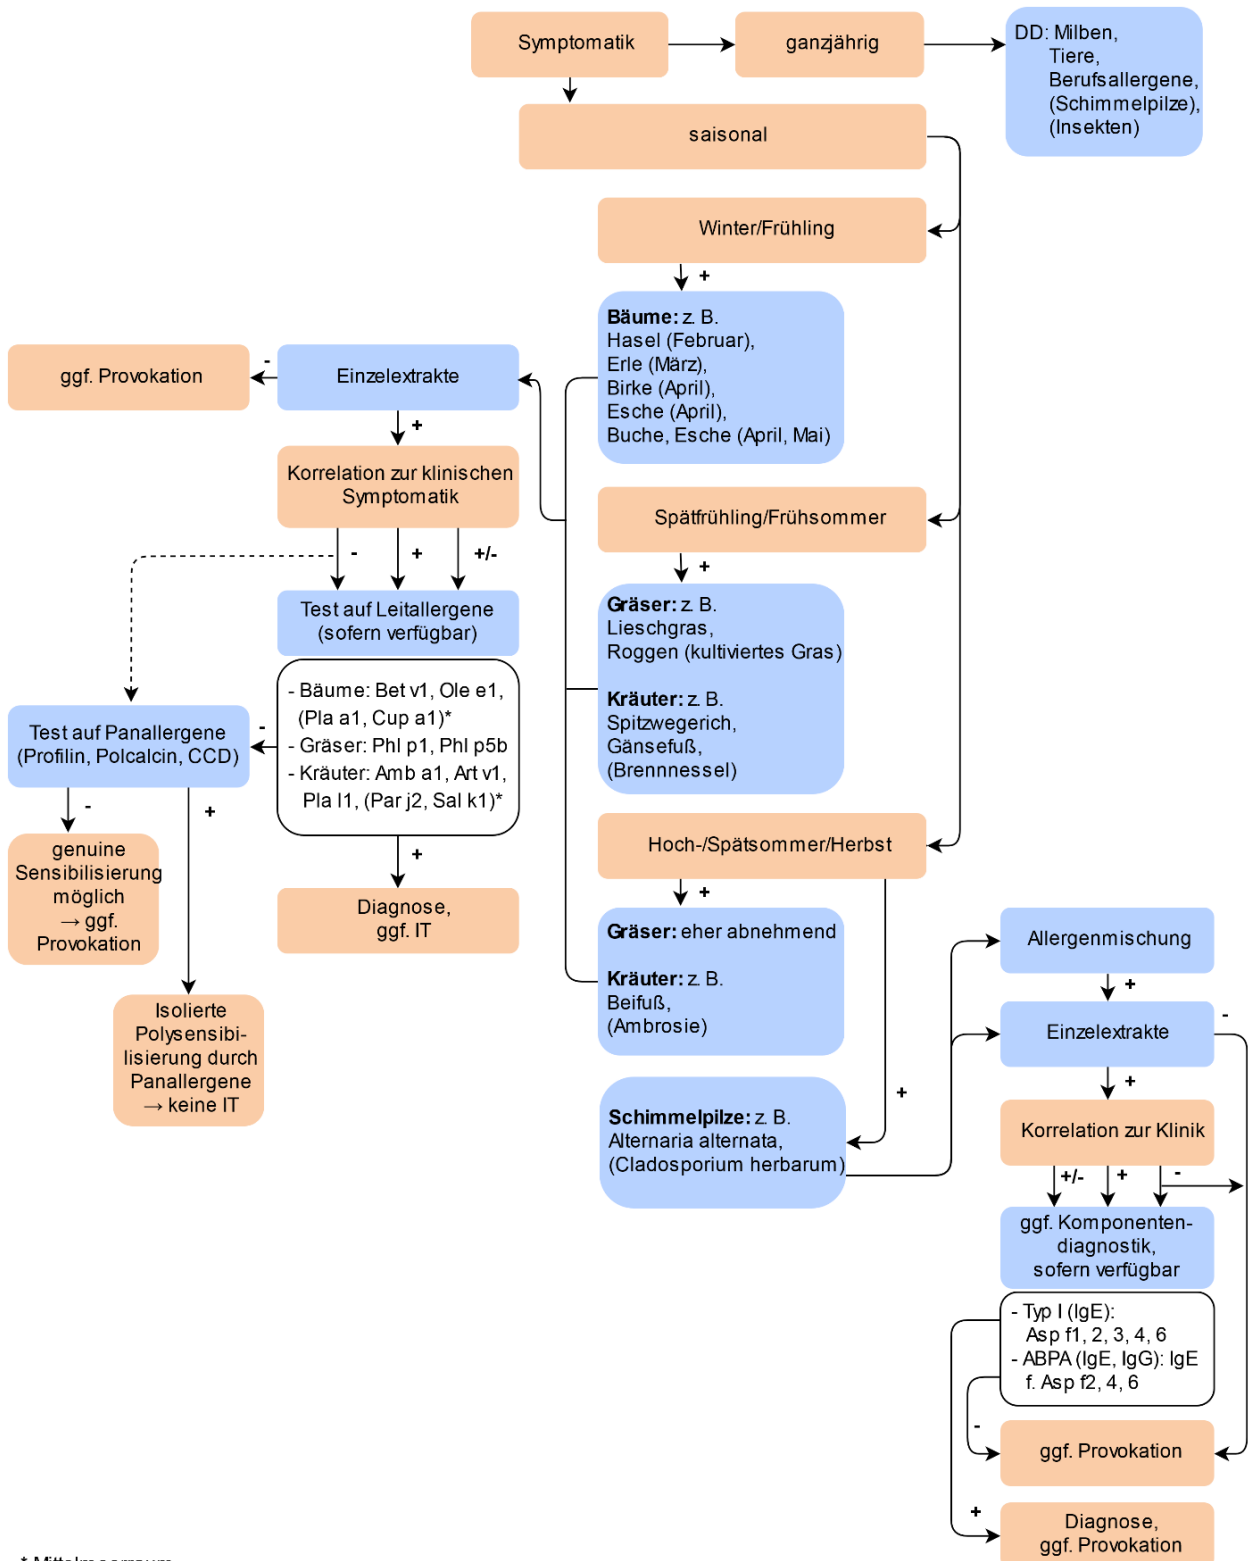 Symptomatik
ganzjährig
DD: Milben,
Tiere,
Berufsallergene,
(Schimmelpilze),
(Insekten)
saisonal
Winter/Frühling
+
Bäume: z. B.
Hasel (Februar),
Erle (März),
Birke (April),
Esche (April),
Buche, Esche (April, Mai)
ggf. Provokation
-
Einzelextrakte
+
Korrelation zur klinischen
Symptomatik
-
+
+/-
Test auf Leitallergene
(sofern verfügbar)
- Bäume: Bet v1, Ole e1,
(Pla a1, Cup a1)*
- Gräser: Phl p1, Phl p5b
- Kräuter: Amb a1, Art v1,
Pla l1, (Par j2, Sal k1)*
-
Test auf Panallergene
(Profilin, Polcalcin, CCD)
-
+
genuine
Sensibilisierung
möglich
→ ggf.
Provokation
Isolierte
Polysensibi-
lisierung durch
Panallergene
→ keine IT
+
Diagnose,
ggf. IT
Spätfrühling/Frühsommer
+
Gräser: z. B.
Lieschgras,
Roggen (kultiviertes Gras)
Kräuter: z. B.
Spitzwegerich,
Gänsefuß,
(Brennnessel)
Hoch-/Spätsommer/Herbst
+
Gräser: eher abnehmend
Kräuter: z. B.
Beifuß,
(Ambrosie)
+
Schimmelpilze: z. B.
Alternaria alternata,
(Cladosporium herbarum)
Allergenmischung
+
Einzelextrakte
-
+
Korrelation zur Klinik
+/-
+
-
ggf. Komponenten-
diagnostik,
sofern verfügbar
- Typ I (IgE):
Asp f1, 2, 3, 4, 6
- ABPA (IgE, IgG): IgE
f. Asp f2, 4, 6
-
ggf. Provokation
+
Diagnose,
ggf. Provokation
* Mittelmeerraum